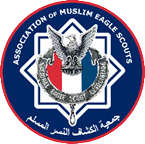 ASSOCIATION OF MUSLIM EAGLE SCOUTS
جمعية الكشاف النسر المسلم